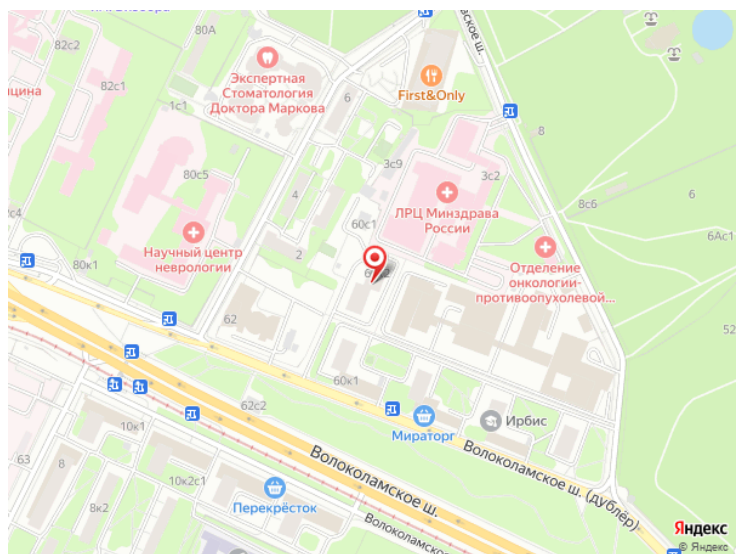 80А
82с2
82с1
1с1
Экспертная
Стоматология
Доктора Маркова
6
First&Only
8
3с9
3с2
80с5
4
ЛРЦ Минздрава
России
8с6
6
6Ас1
60с1
Научный центр
неврологии
2
80к1
Отделение
онкологии-
противоопухолевой...
62
52
60к1
62с2
Мираторг
Ирбис
10к1
Волоколамское ш.
Волоколамское ш. (дублёр)
63
8
10к2с1
8к2
Перекрёсток
Яндекс
© Яндекс